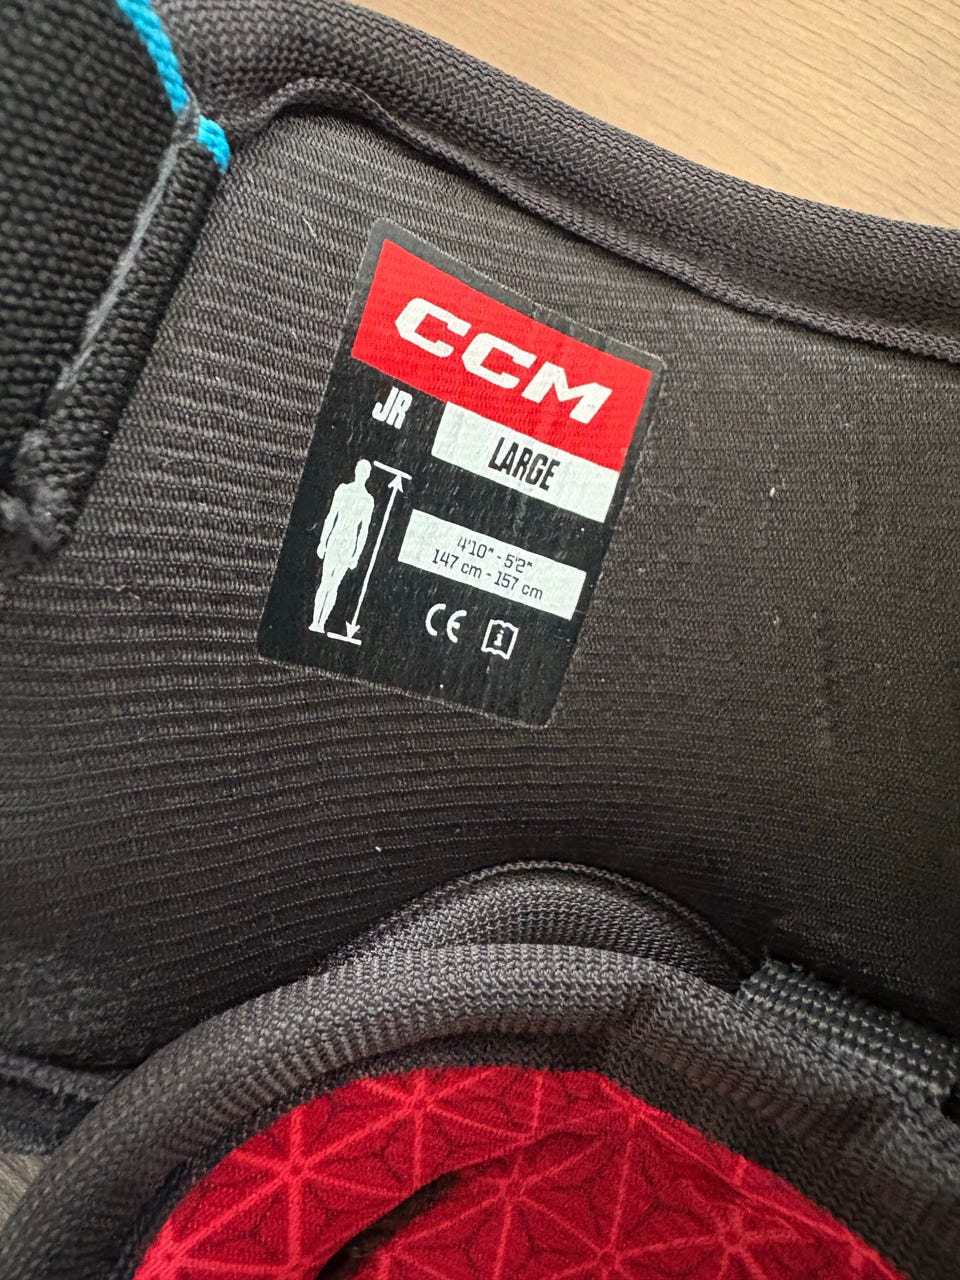 CCM
JR
LARGE
4'10" - 5'2"
147 cm - 157 cm
CE
i